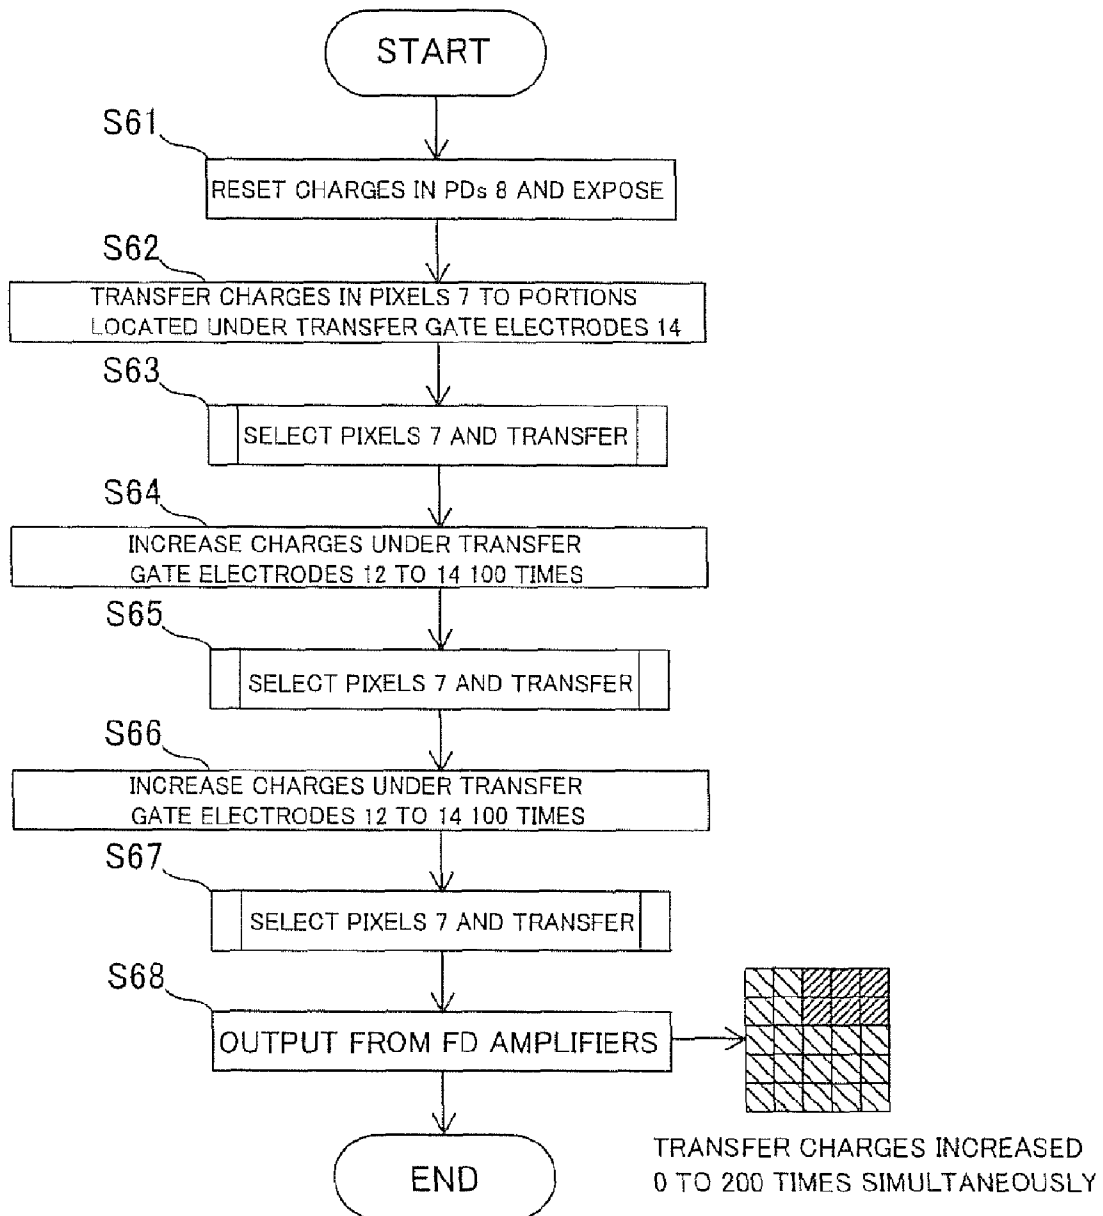 START
S61
RESET CHARGES IN PDs 8 AND EXPOSE
S62
TRANSFER CHARGES IN PIXELS 7 TO PORTIONS
LOCATED UNDER TRANSFER GATE ELECTRODES 14
S63
SELECT PIXELS 7 AND TRANSFER
S64
INCREASE CHARGES UNDER TRANSFER
GATE ELECTRODES 12 TO 14 100 TIMES
S65
SELECT PIXELS 7 AND TRANSFER
S66
INCREASE CHARGES UNDER TRANSFER
GATE ELECTRODES 12 TO 14 100 TIMES
S67
SELECT PIXELS 7 AND TRANSFER
S68
OUTPUT FROM FD AMPLIFIERS
TRANSFER CHARGES INCREASED
0 TO 200 TIMES SIMULTANEOUSLY
END